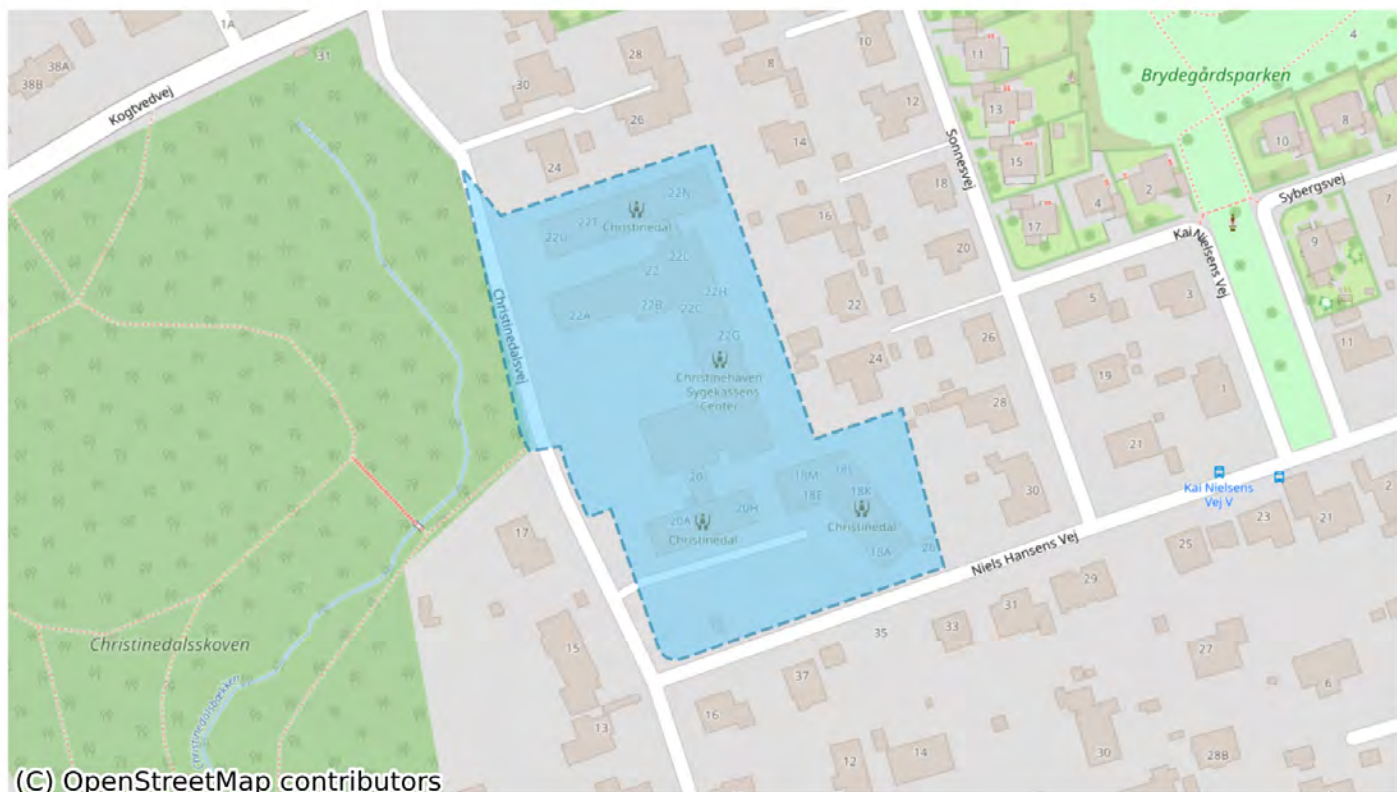 1A
38A
38B
31
Kogtvedvej
28
30
26
24
8
10
12
14
16
18
20
22
24
26
28
30
Sonnesvej
11
13
15
17
4
2
Brydegårdsparken
4
8
10
Sybergsvej
7
9
11
Kai Nielsens Vej
5
3
19
1
21
22N
22T
22U
Christinedal
22L
22
22H
22B
22C
22A
22G
Christinehaven
Sygekassens
Center
Christinedalsvej
20I
20A
20H
Christinedal
18M
18L
18E
18K
Christinedal
18A
26
Niels Hansens Vej
Kai Nielsens
Vej V
2
21
23
25
29
31
33
35
37
17
15
13
16
12
14
30
27
6
28B
Christinedalsskoven
Christinedalsbækken
(C) OpenStreetMap contributors